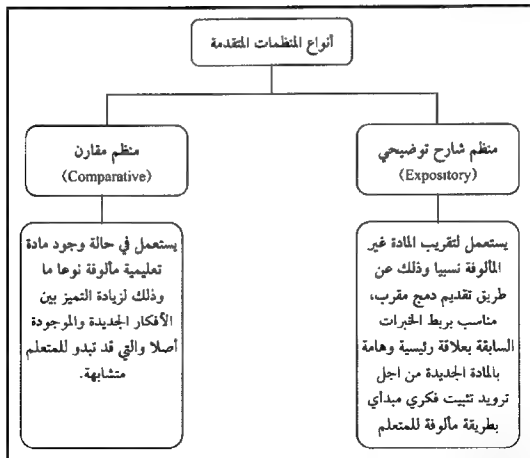 أنواع المنظمات المتقدمة
منظم شارح توضيحي
(Expository)
يستعمل لتقريب المادة غير
المألوفة نسبيا وذلك عن
طريق تقديم دمج مقرب،
مناسب بربط الخبرات
السابقة بعلاقة رئيسية وهامة
بالمادة الجديدة من اجل
ترويد تثبيت فكري مبدأي
بطريقة مألوفة للمتعلم
منظم مقارن
(Comparative)
يستعمل في حالة وجود مادة
تعليمية مألوفة نوعا ما
وذلك لزيادة التميز بين
الأفكار الجديدة والموجودة
أصلا والتي قد تبدو للمتعلم
متشابهة.